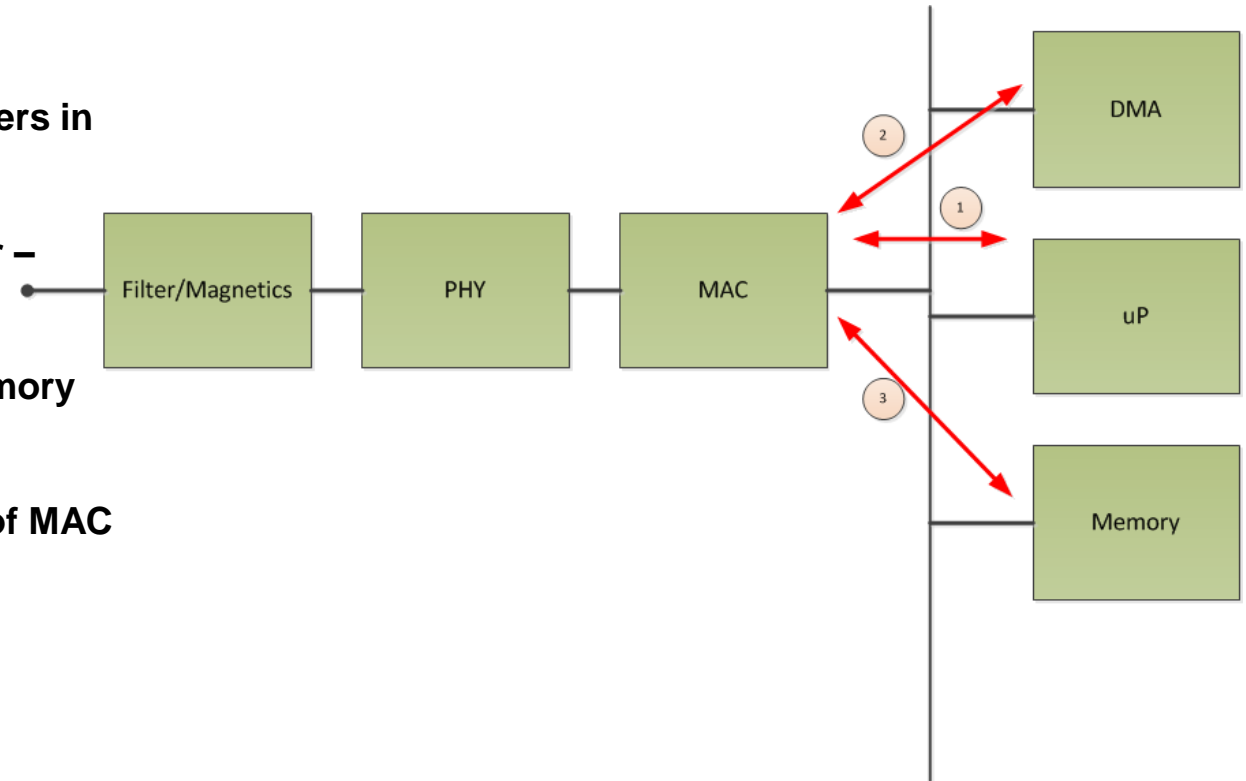 ers in
–
mory
of MAC
Filter/Magnetics
PHY
MAC
2
1
3
DMA
uP
Memory